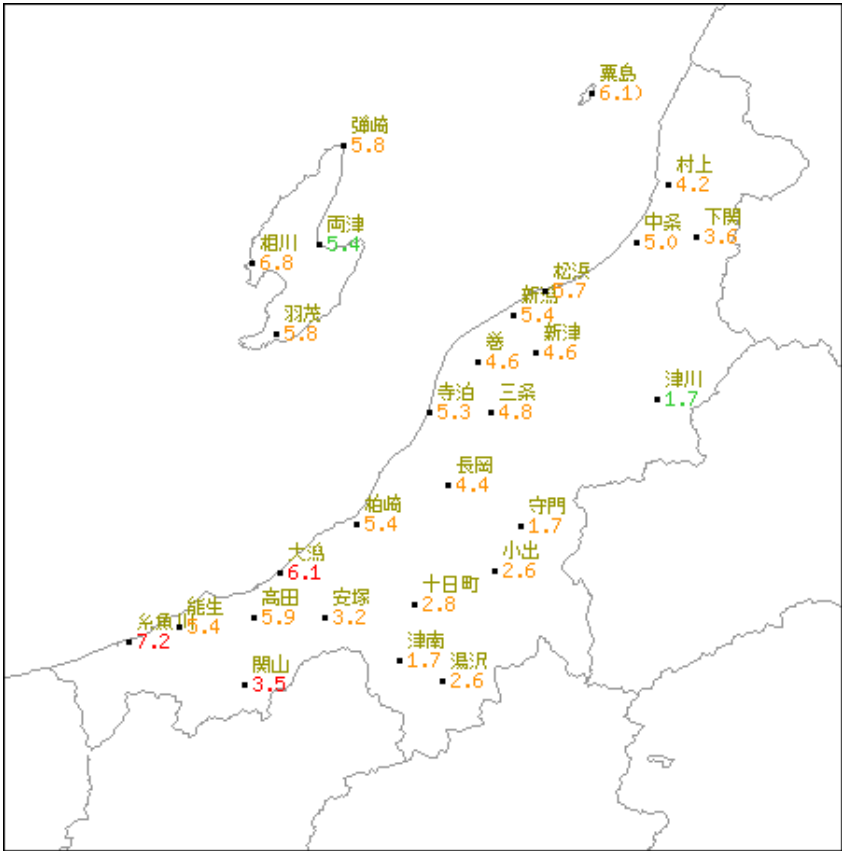 粟島
6.1)
弾崎
5.8
村上
4.2
両津
5.4
中条
5.0
下関
3.6
相川
6.8
松浜
5.7
新潟
5.4
羽茂
5.8
新津
4.6
巻
4.6
津川
1.7
寺泊
5.3
三条
4.8
長岡
4.4
柏崎
5.4
守門
1.7
大潟
6.1
小出
2.6
十日町
2.8
能生
5.4
高田
5.9
安塚
3.2
糸魚川
7.2
津南
1.7
関山
3.5
湯沢
2.6